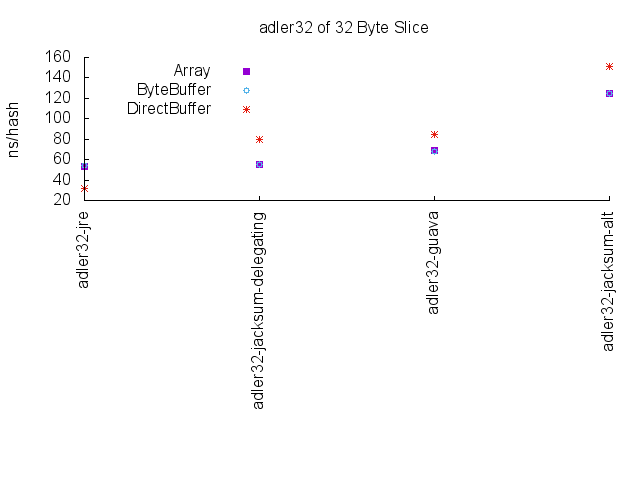 adler32 of 32 Byte Slice
160
140
120
100
80
60
40
20
ns/hash
Array
ByteBuffer
DirectBuffer
adler32-jre
adler32-jacksum-delegating
adler32-guava
adler32-jacksum-alt